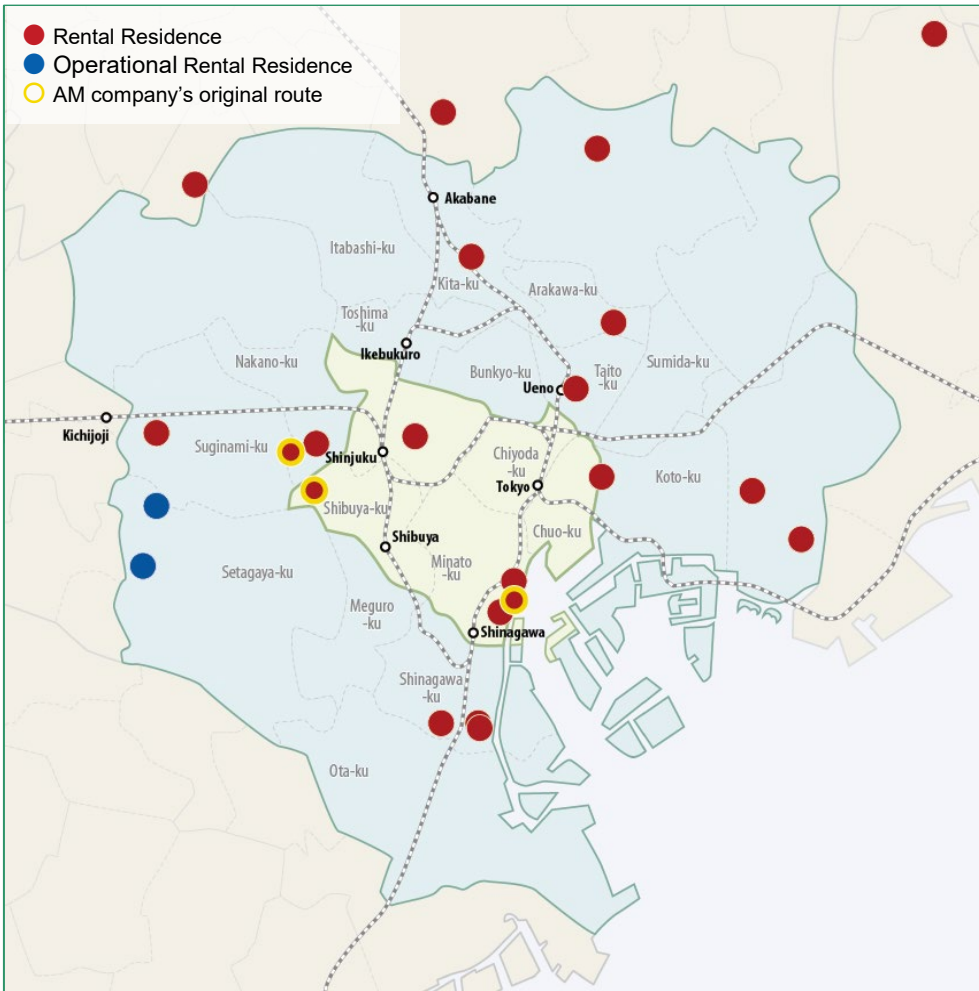 Rental Residence
Operational Rental Residence
AM company's original route
Akabane
Itabashi-ku
Kita-ku
Arakawa-ku
Toshima
-ku
Ikebukuro
Nakano-ku
Bunkyo-ku
Taito
-ku
Sumida-ku
Ueno
Kichijoji
Suginami-ku
Shinjuku
Chiyoda
-ku
Tokyo
Koto-ku
Shibuya-ku
Chuo-ku
Shibuya
Minato
-ku
Setagaya-ku
Meguro
-ku
Shinagawa
Shinagawa
-ku
Ota-ku